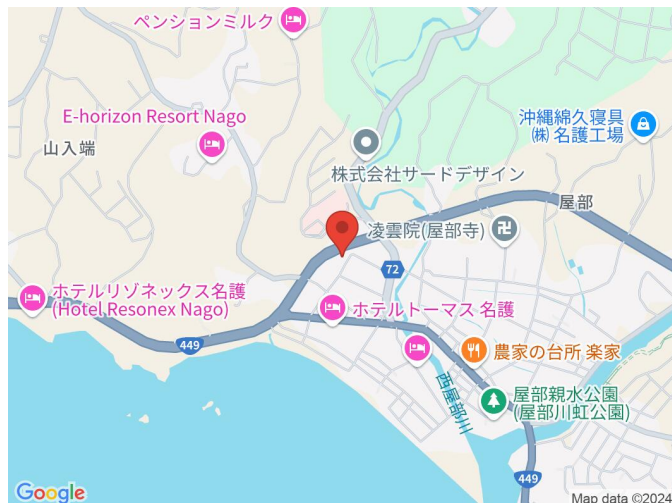 ペンションミルク
E-horizon Resort Nago
山入端
沖縄綿久寝具
㈱ 名護工場
株式会社サードデザイン
屋部
凌雲院(屋部寺)
72
ホテルリゾネックス名護
(Hotel Resonex Nago)
ホテルトーマス 名護
449
農家の台所 楽家
西屋部川
屋部親水公園
(屋部川虹公園)
449
Google
Map data ©2024